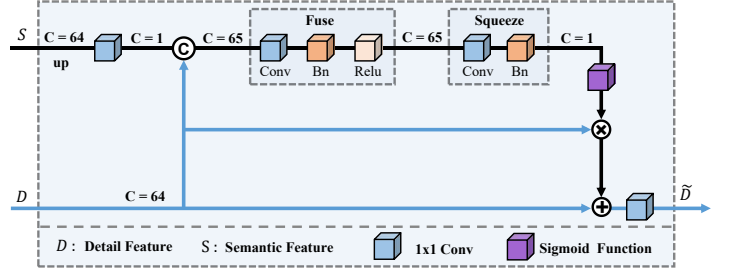 S C = 64 C = 1 C C = 65 Fuse C = 65 Squeeze C = 1
up Conv Bn Relu Conv Bn
D C = 64 D̃
D : Detail Feature S : Semantic Feature 1x1 Conv Sigmoid Function